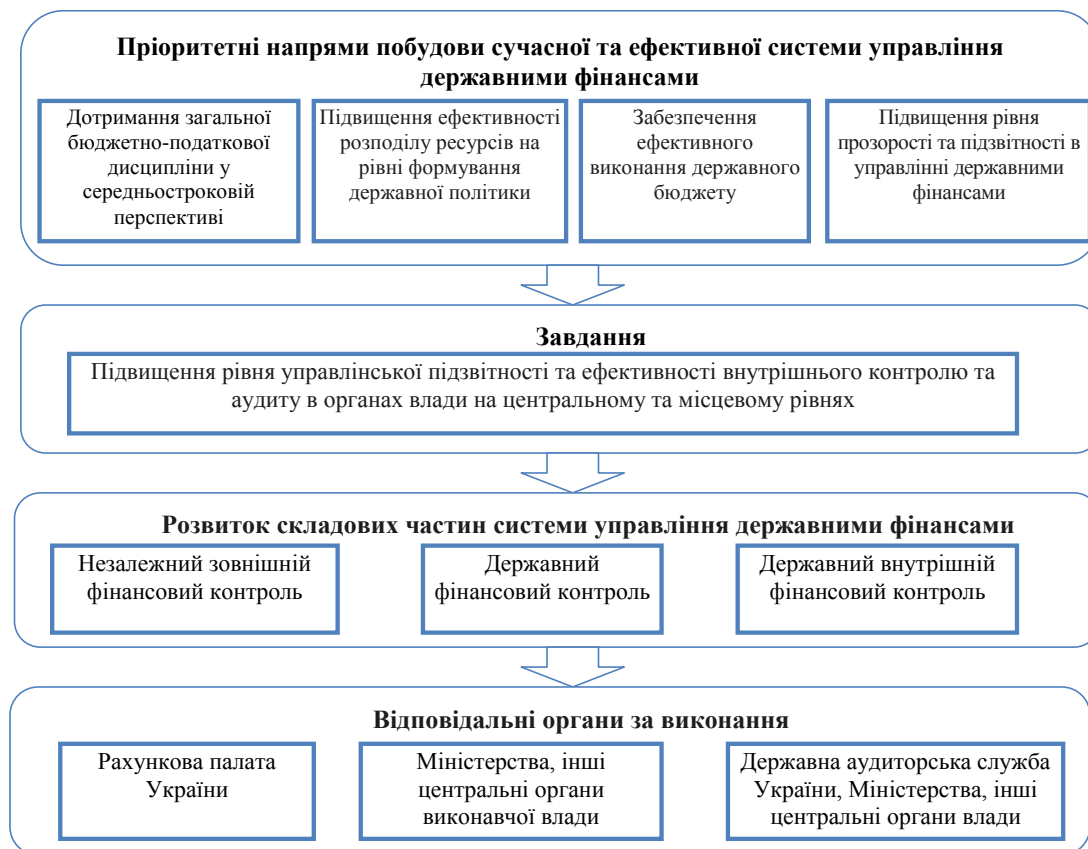 Пріоритетні напрями побудови сучасної та ефективної системи управління
державними фінансами
Дотримання загальної
бюджетно-податкової
дисципліни у
середньостроковій
перспективі
Підвищення ефективності
розподілу ресурсів на
рівні формування
державної політики
Забезпечення
ефективного
виконання державного
бюджету
Підвищення рівня
прозорості та підзвітності в
управлінні державними
фінансами
Завдання
Підвищення рівня управлінської підзвітності та ефективності внутрішнього контролю та
аудиту в органах влади на центральному та місцевому рівнях
Розвиток складових частин системи управління державними фінансами
Незалежний зовнішній
фінансовий контроль
Державний
фінансовий контроль
Державний внутрішній
фінансовий контроль
Відповідальні органи за виконання
Рахункова палата
України
Міністерства, інші
центральні органи
виконавчої влади
Державна аудиторська служба
України, Міністерства, інші
центральні органи влади